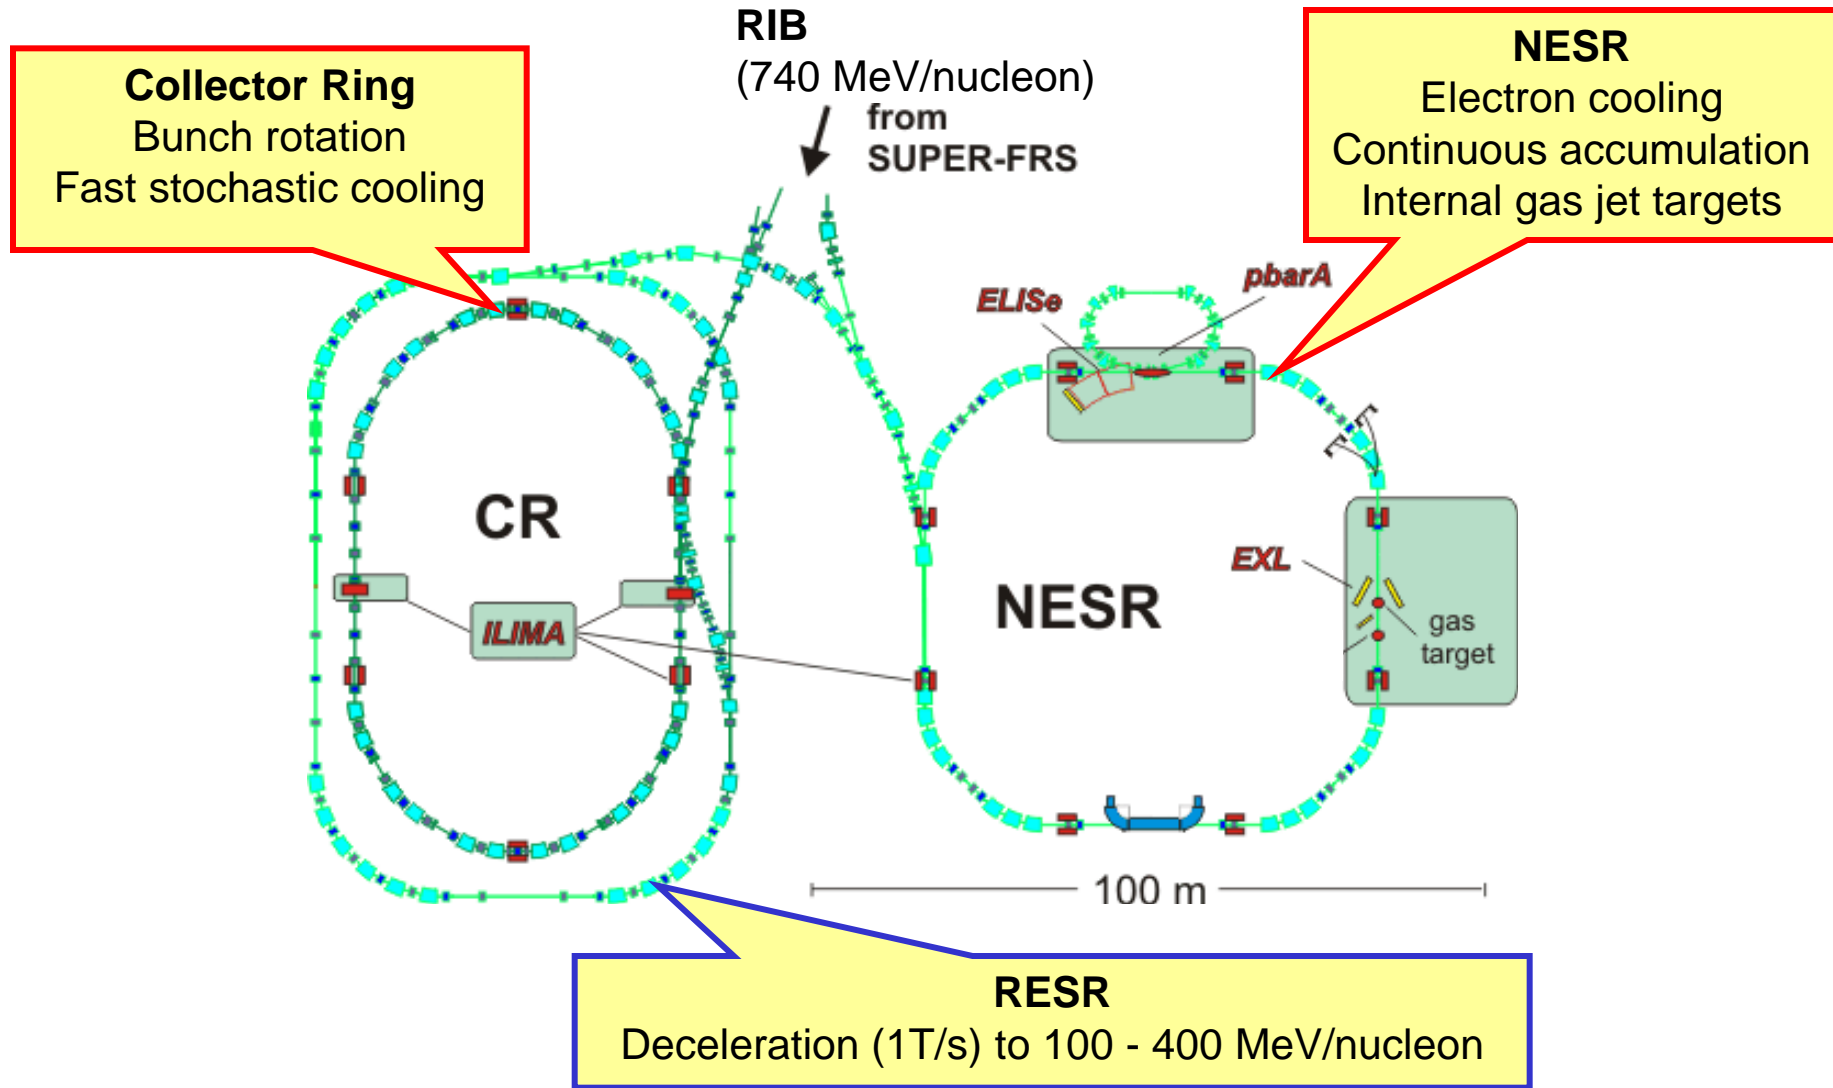 RIB
(740 MeV/nucleon)
from
SUPER-FRS
Collector Ring
Bunch rotation
Fast stochastic cooling
NESR
Electron cooling
Continuous accumulation
Internal gas jet targets
ELISe
pbarA
CR
ILIMA
NESR
EXL
gas
target
100 m
RESR
Deceleration (1T/s) to 100 - 400 MeV/nucleon